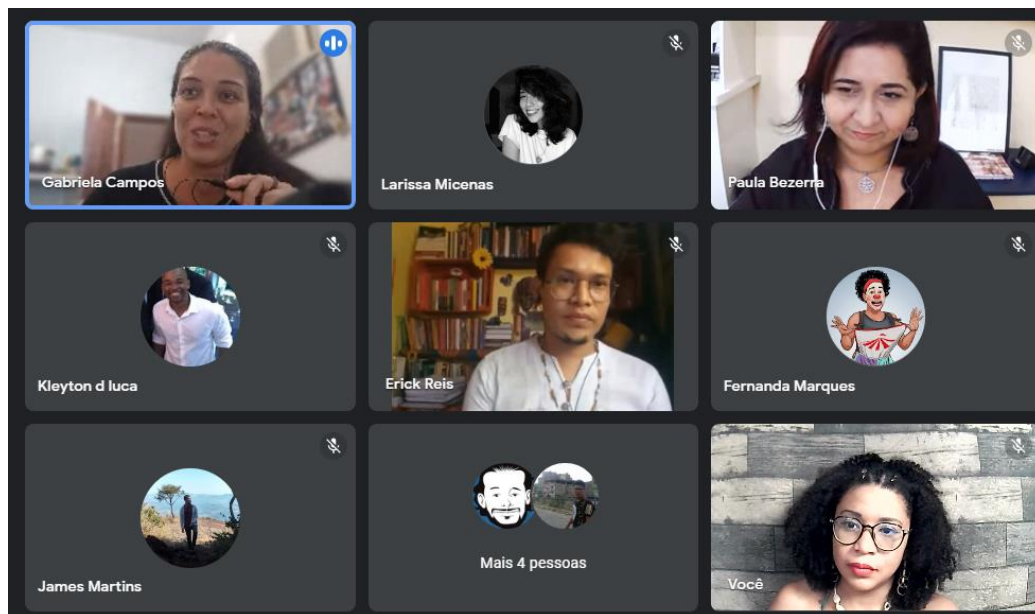 Gabriela Campos
Larissa Micenas
Paula Bezerra
Kleyton d luca
Erick Reis
Fernanda Marques
James Martins
Mais 4 pessoas
Você